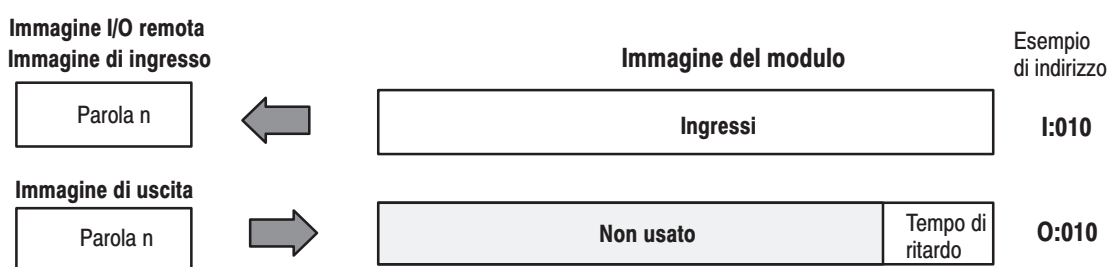 Immagine I/O remota
Immagine di ingresso
Immagine del modulo
Esempio
di indirizzo
Parola n
Ingressi
I:010
Immagine di uscita
Parola n
Non usato
Tempo di
ritardo
O:010